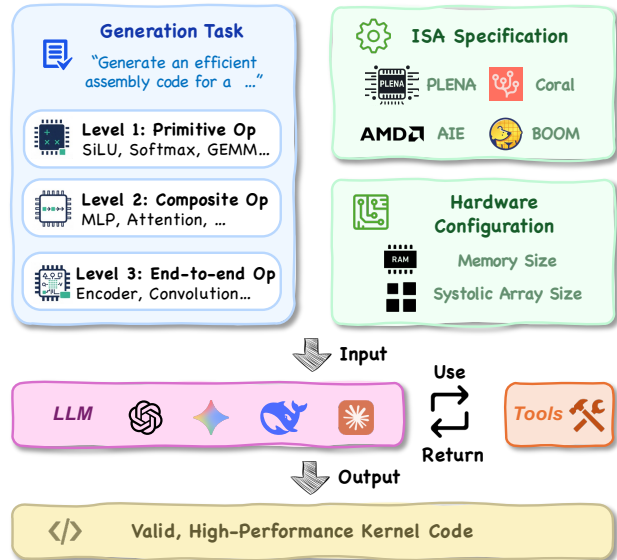 Generation Task
“Generate an efficient
assembly code for a ...”
Level 1: Primitive Op
SiLU, Softmax, GEMM...
Level 2: Composite Op
MLP, Attention, ...
Level 3: End-to-end Op
Encoder, Convolution...
ISA Specification
PLENA
PLENA
Coral
AMD
AIE
BOOM
Hardware
Configuration
RAM
Memory Size
Systolic Array Size
Input
LLM
Use
Return
Tools
Output
</>
Valid, High-Performance Kernel Code